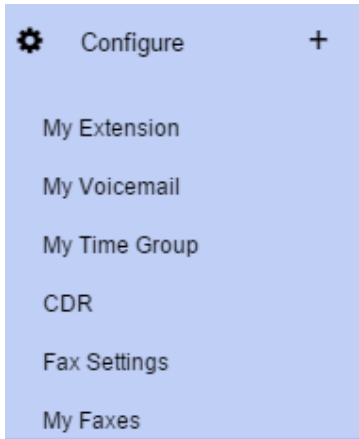 Configure +
My Extension
My Voicemail
My Time Group
CDR
Fax Settings
My Faxes